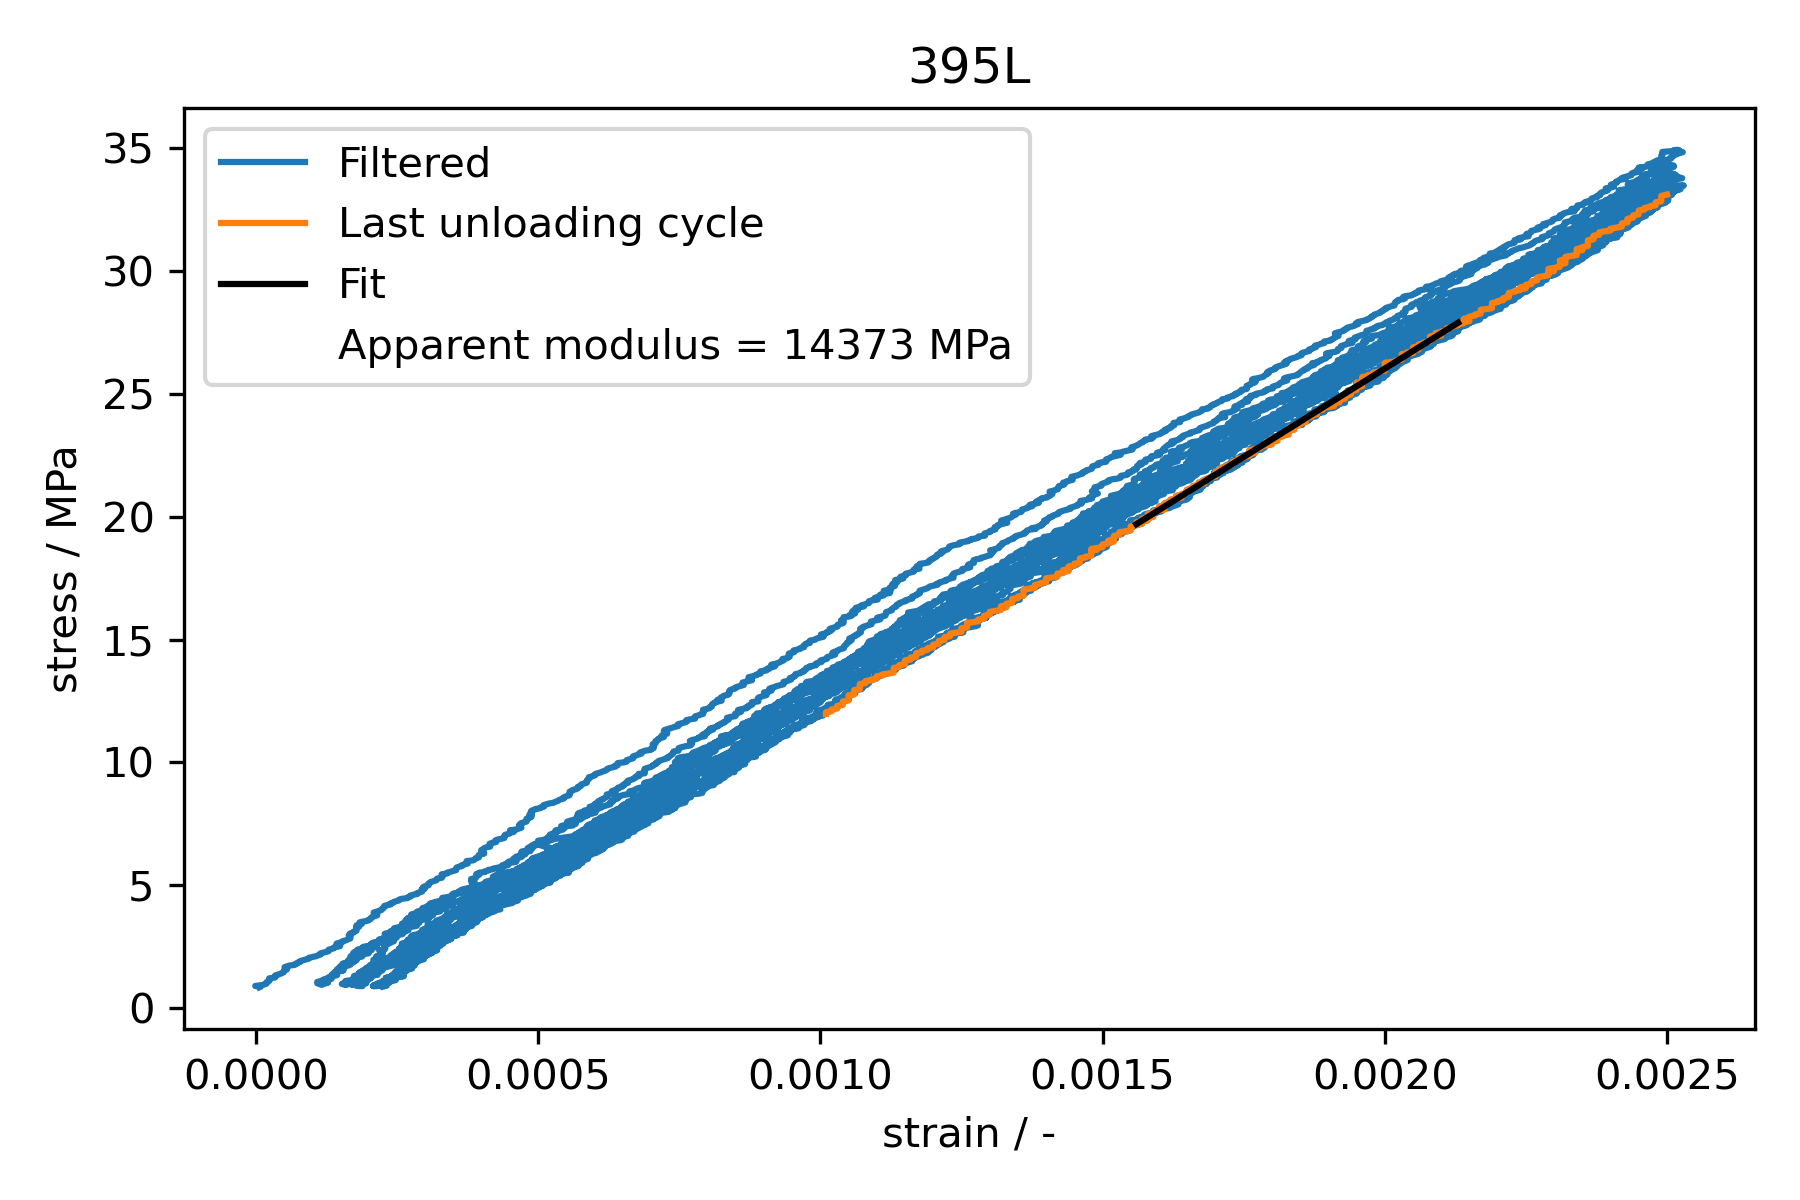 395L
Filtered
Last unloading cycle
Fit
Apparent modulus = 14373 MPa
stress / MPa
35
30
25
20
15
10
5
0
0.0000 0.0005 0.0010 0.0015 0.0020 0.0025
strain / -